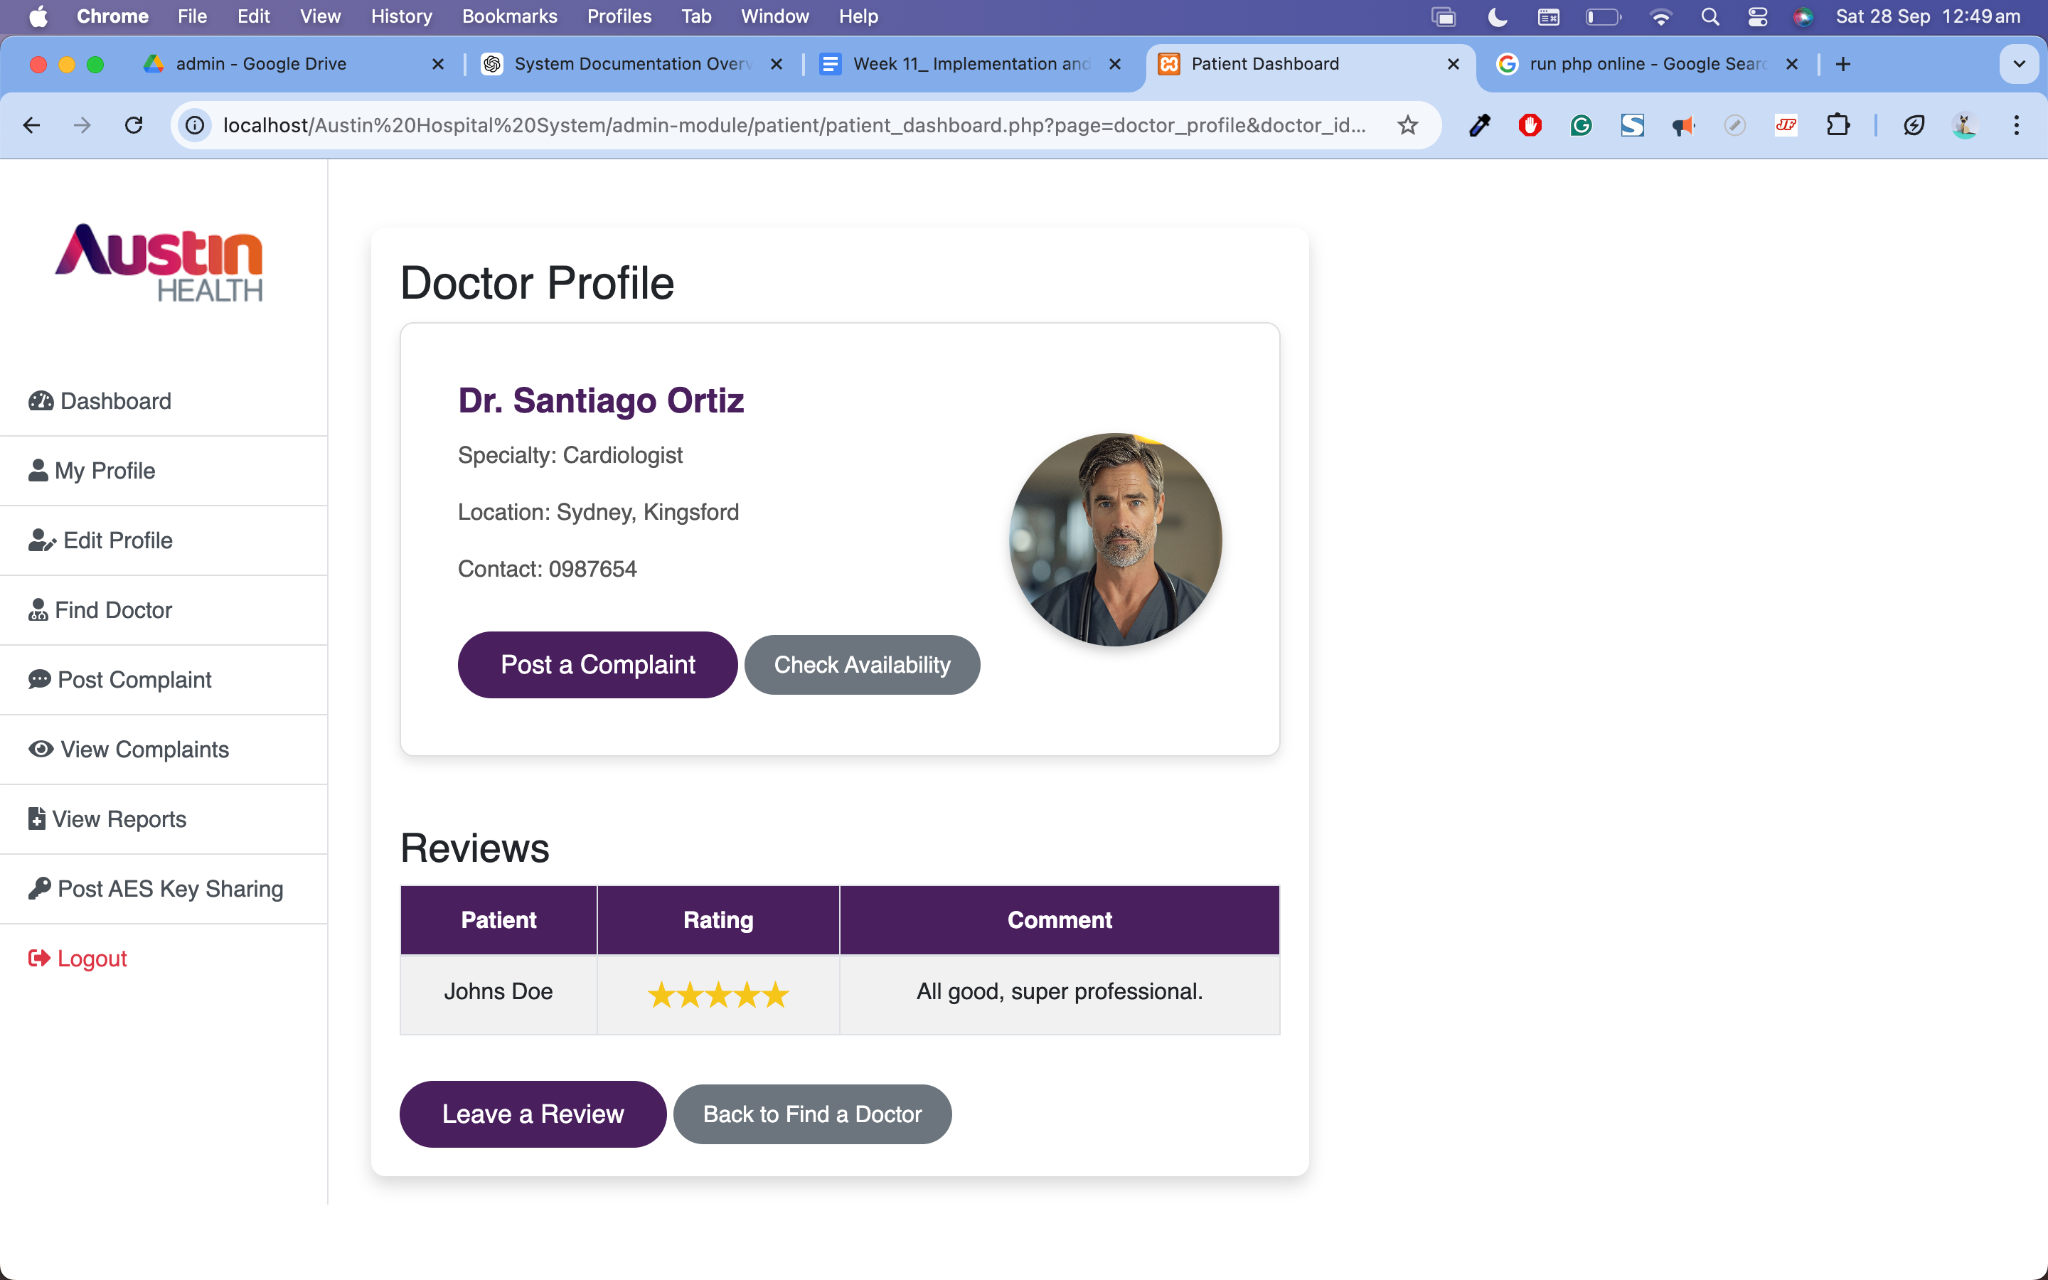 Chrome File Edit View History Bookmarks Profiles Tab Window Help Sat 28 Sep 12:49 am
admin - Google Drive System Documentation Overv Week 11_ Implementation and Patient Dashboard run php online - Google Sear
localhost/Austin%20Hospital%20System/admin-module/patient/patient_dashboard.php?page=doctor_profile&doctor_id...
Austin
HEALTH
Dashboard
My Profile
Edit Profile
Find Doctor
Post Complaint
View Complaints
View Reports
Post AES Key Sharing
Logout
Doctor Profile
Dr. Santiago Ortiz
Specialty: Cardiologist
Location: Sydney, Kingsford
Contact: 0987654
Post a Complaint Check Availability
Reviews
Patient Rating Comment
Johns Doe ★★★★★ All good, super professional.
Leave a Review Back to Find a Doctor